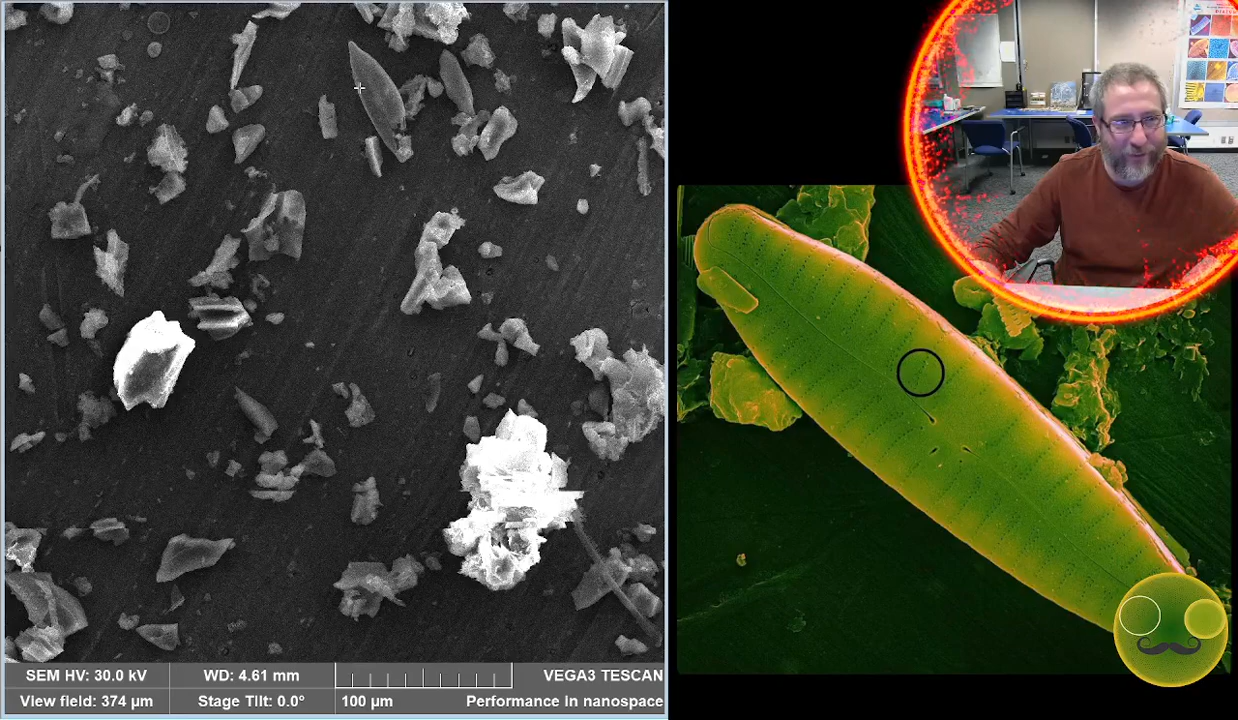 SEM HV: 30.0 kV
WD: 4.61 mm
VEGA3 TESCAN
View field: 374 µm
Stage Tilt: 0.0°
100 µm
Performance in nanospace